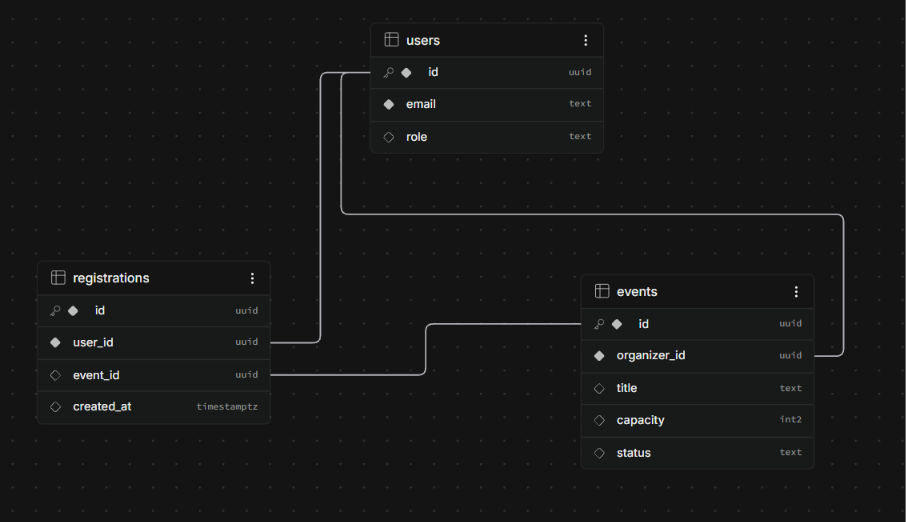 users
id uuid
email text
role text
registrations
id uuid
user_id uuid
event_id uuid
created_at timestamptz
events
id uuid
organizer_id uuid
title text
capacity int2
status text